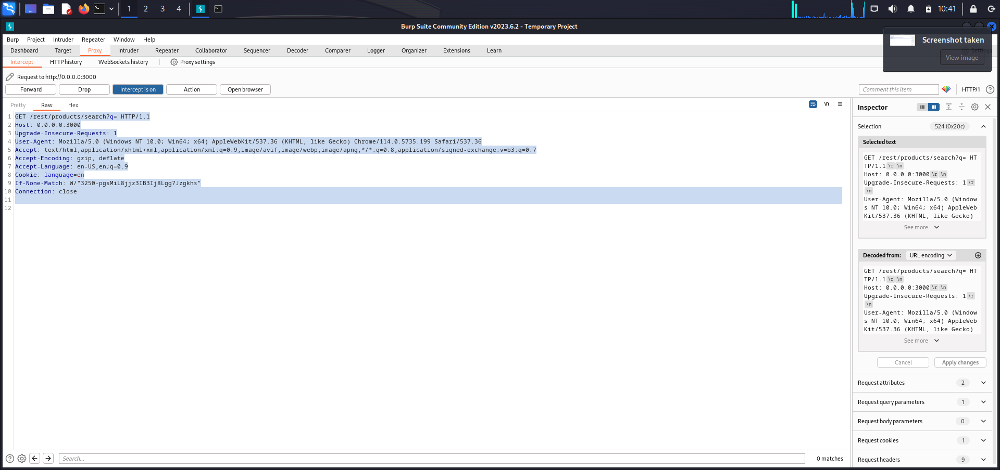 1 2 3 4 10:41
Burp Suite Community Edition v2023.6.2 - Temporary Project
Burp Project Intruder Repeater Window Help
Screenshot taken
View image
Dashboard Target Proxy Intruder Repeater Collaborator Sequencer Decoder Comparer Logger Organizer Extensions Learn Settings
Intercept HTTP history WebSockets history Proxy settings
Request to http://0.0.0.0:3000
Forward Drop Intercept is on Action Open browser Comment this item HTTP/1
Pretty Raw Hex \n
1 GET /rest/products/search?q= HTTP/1.1
2 Host: 0.0.0.0:3000
3 Upgrade-Insecure-Requests: 1
4 User-Agent: Mozilla/5.0 (Windows NT 10.0; Win64; x64) AppleWebKit/537.36 (KHTML, like Gecko) Chrome/114.0.5735.199 Safari/537.36
5 Accept: text/html,application/xhtml+xml,application/xml;q=0.9,image/avif,image/webp,image/apng,*/*;q=0.8,application/signed-exchange;v=b3;q=0.7
6 Accept-Encoding: gzip, deflate
7 Accept-Language: en-US,en;q=0.9
8 Cookie: language=en
9 If-None-Match: W/"3250-pgsMiL8jjz3IB3Ij8Lgg7Jzgkhs"
10 Connection: close
11
12
Search... 0 matches
Inspector
Selection 524 (0x20c)
Selected text
GET /rest/products/search?q= HT
TP/1.1 \r \n
Host: 0.0.0.0:3000 \r \n
Upgrade-Insecure-Requests: 1 \r
\n
User-Agent: Mozilla/5.0 (Window
s NT 10.0; Win64; x64) AppleWeb
Kit/537.36 (KHTML, like Gecko)
See more
Decoded from: URL encoding
GET /rest/products/search?q= HT
TP/1.1 \r \n
Host: 0.0.0.0:3000 \r \n
Upgrade-Insecure-Requests: 1 \r
\n
User-Agent: Mozilla/5.0 (Window
s NT 10.0; Win64; x64) AppleWeb
Kit/537.36 (KHTML, like Gecko)
See more
Cancel Apply changes
Request attributes 2
Request query parameters 1
Request body parameters 0
Request cookies 1
Request headers 9